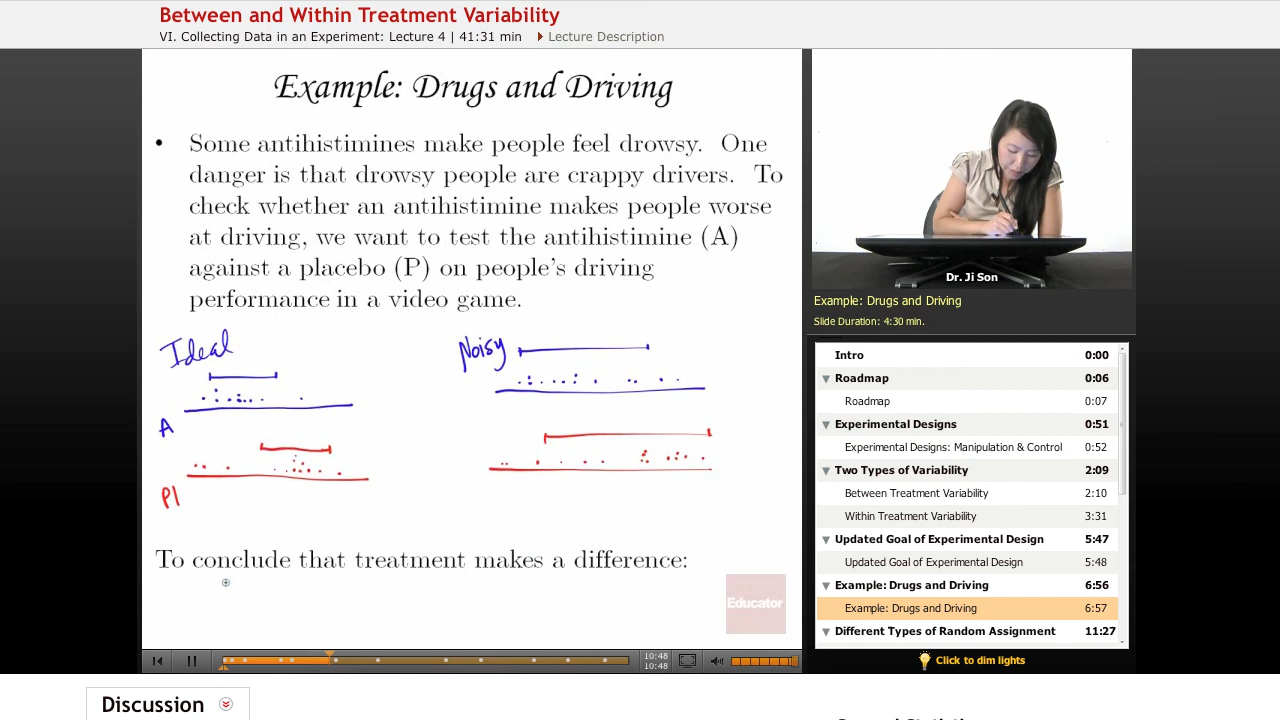 Between and Within Treatment Variability
VI. Collecting Data in an Experiment: Lecture 4 | 41:31 min Lecture Description
Example: Drugs and Driving
• Some antihistimines make people feel drowsy. One
danger is that drowsy people are crappy drivers. To
check whether an antihistimine makes people worse
at driving, we want to test the antihistimine (A)
against a placebo (P) on people's driving
performance in a video game.
Ideal
Noisy
A
Pl
To conclude that treatment makes a difference:
Educator
10:48
10:48
Dr. Ji Son
Example: Drugs and Driving
Slide Duration: 4:30 min.
Intro 0:00
Roadmap 0:06
Roadmap 0:07
Experimental Designs 0:51
Experimental Designs: Manipulation & Control 0:52
Two Types of Variability 2:09
Between Treatment Variability 2:10
Within Treatment Variability 3:31
Updated Goal of Experimental Design 5:47
Updated Goal of Experimental Design 5:48
Example: Drugs and Driving 6:56
Example: Drugs and Driving 6:57
Different Types of Random Assignment 11:27
Click to dim lights
Discussion